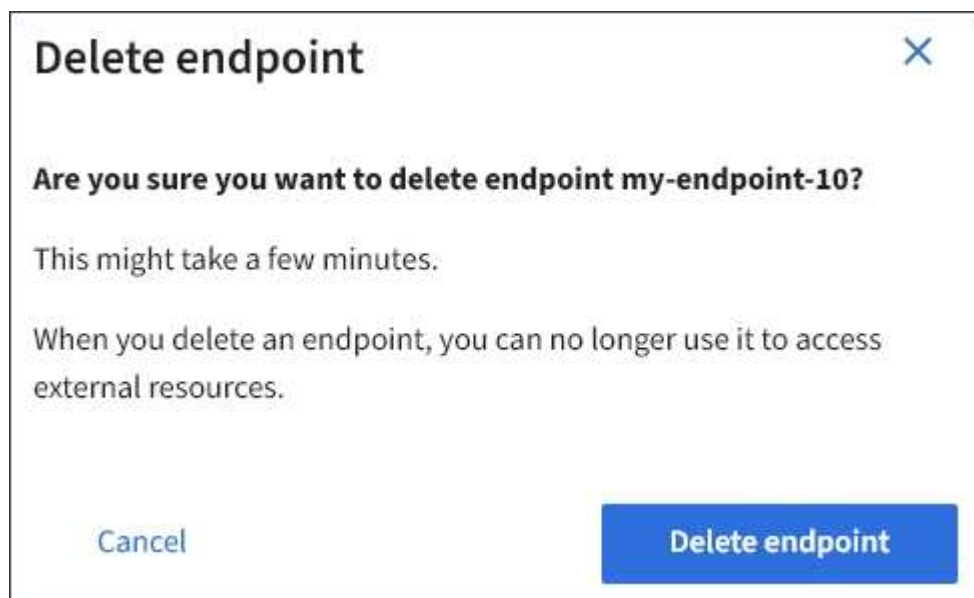 Delete endpoint
Are you sure you want to delete endpoint my-endpoint-10?
This might take a few minutes.
When you delete an endpoint, you can no longer use it to access
external resources.
Cancel
Delete endpoint